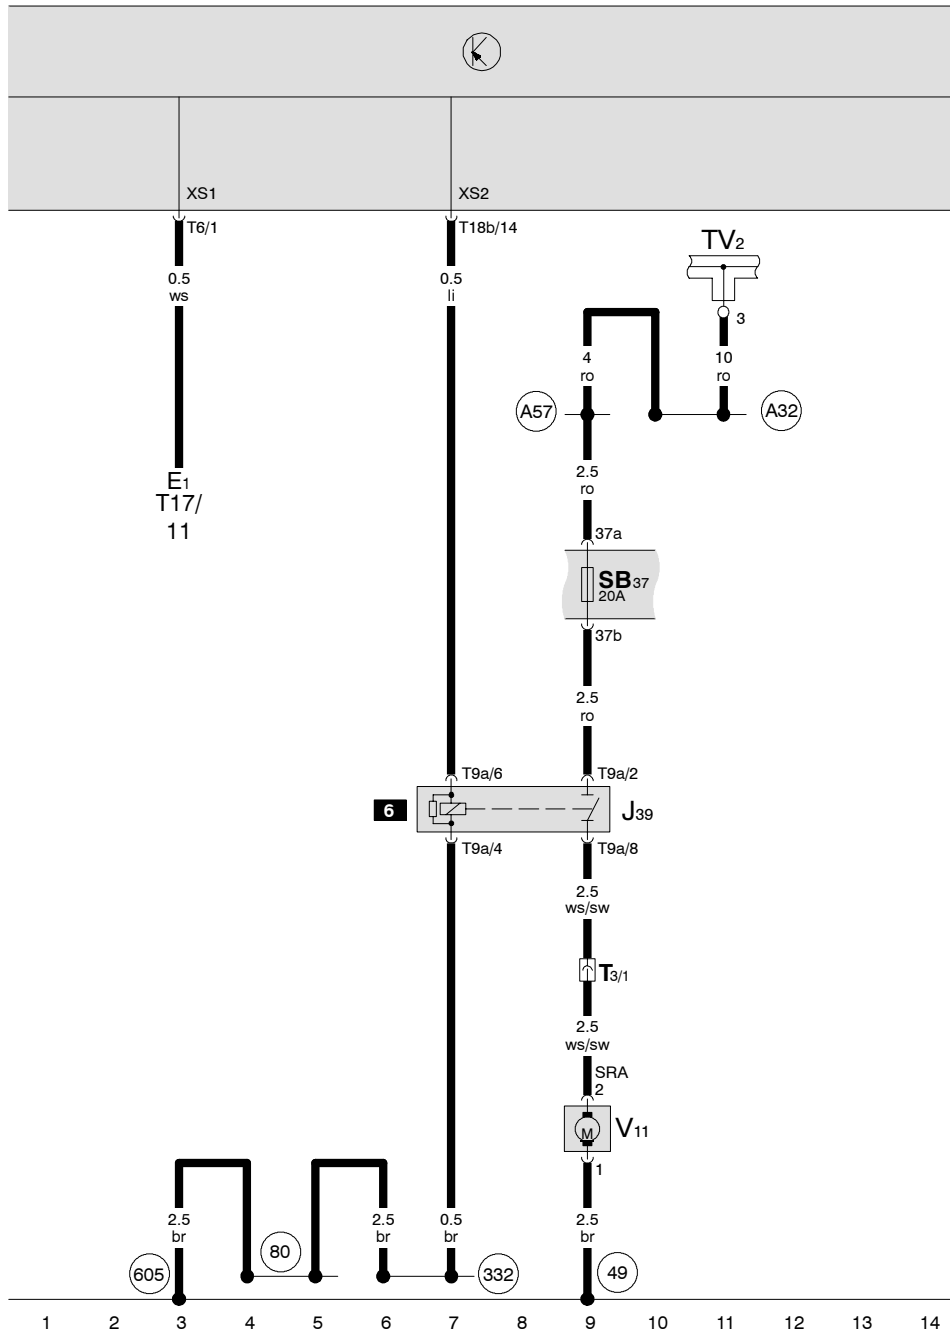 XS1
XS2
T6/1
T18b/14
TV2
0.5
ws
0.5
li
3
4
ro
10
ro
A57
A32
2.5
ro
E1
T17/
11
37a
SB37
20A
37b
2.5
ro
T9a/6
T9a/2
6
J39
T9a/4
T9a/8
2.5
ws/sw
T3/1
2.5
ws/sw
SRA
2
M
V11
1
2.5
br
2.5
br
0.5
br
2.5
br
80
605
332
49
1 2 3 4 5 6 7 8 9 10 11 12 13 14